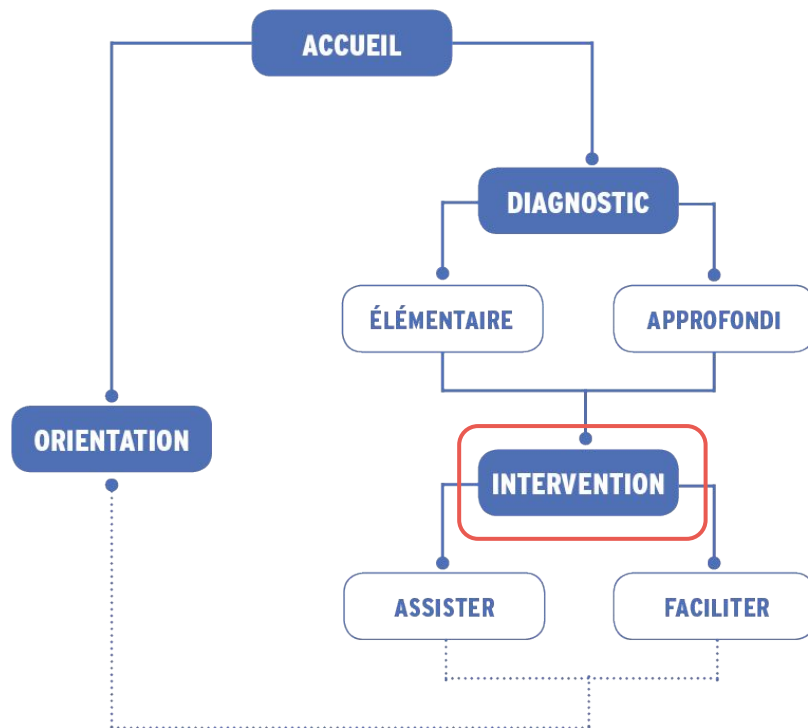 ACCUEIL
DIAGNOSTIC
ÉLÉMENTAIRE
APPROFONDI
ORIENTATION
INTERVENTION
ASSISTER
FACILITER